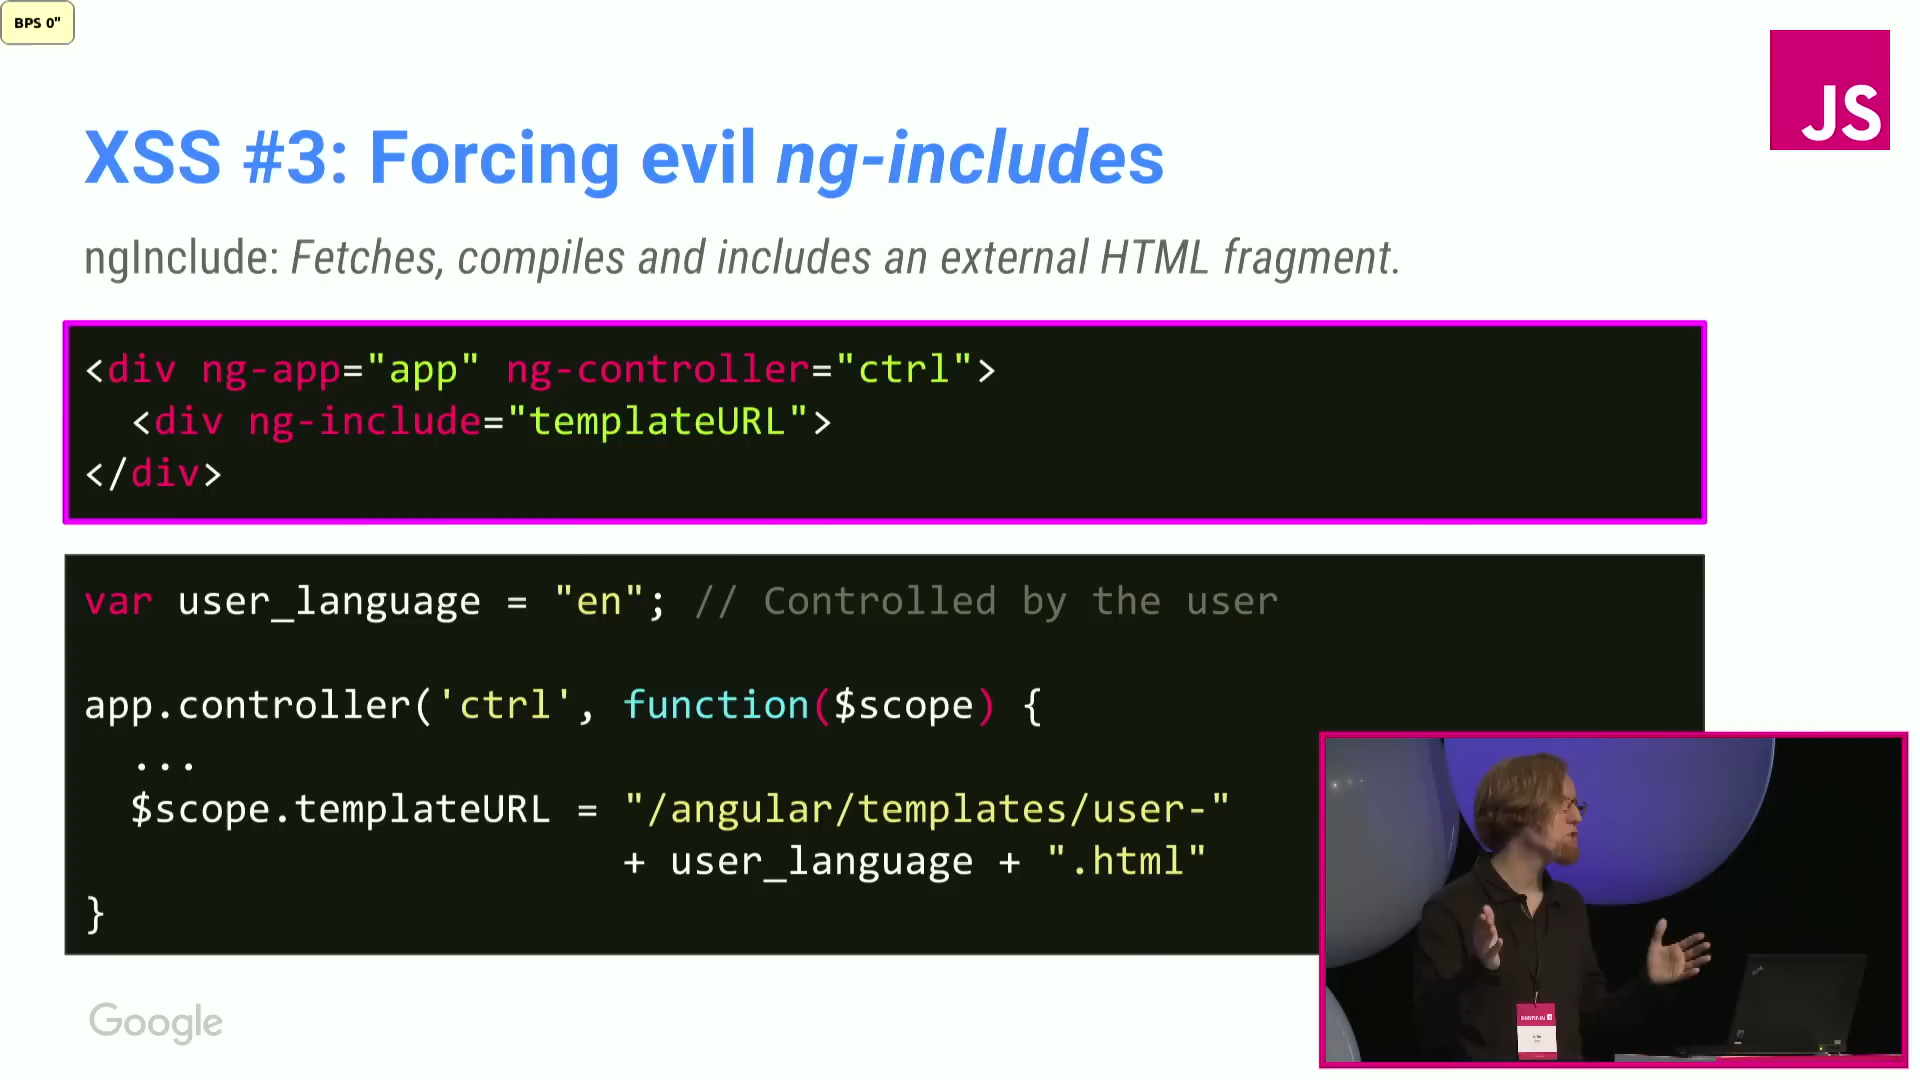 BPS 0"
JS
XSS #3: Forcing evil ng-includes
ngInclude: Fetches, compiles and includes an external HTML fragment.
<div ng-app="app" ng-controller="ctrl">
  <div ng-include="templateURL">
</div>
var user_language = "en"; // Controlled by the user
app.controller('ctrl', function($scope) {
  ...
  $scope.templateURL = "/angular/templates/user-"
                       + user_language + ".html"
}
Google